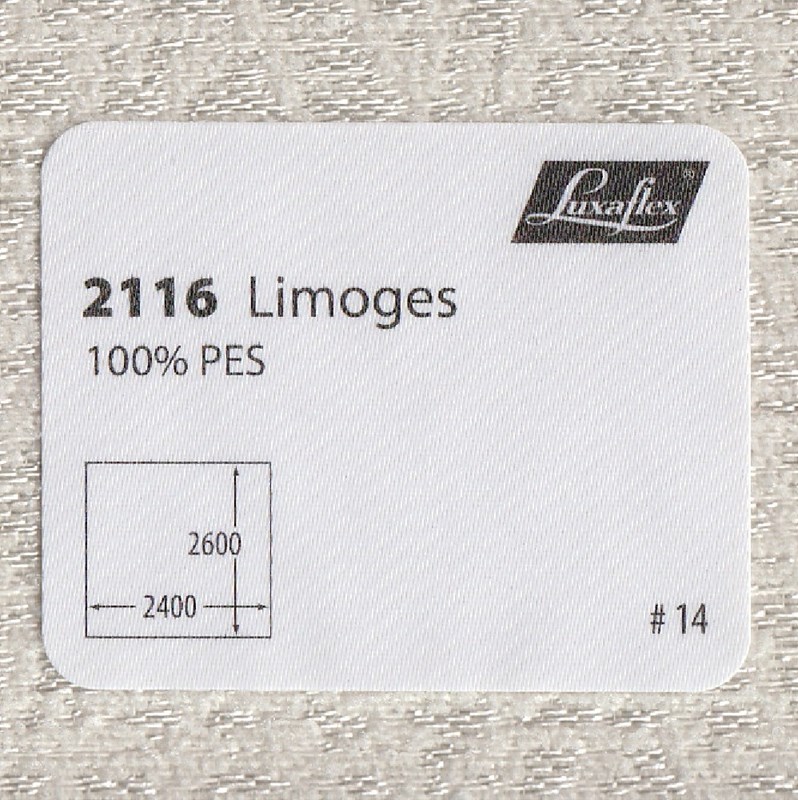 Luxaflex®
2116 Limoges
100% PES
2600
2400
# 14